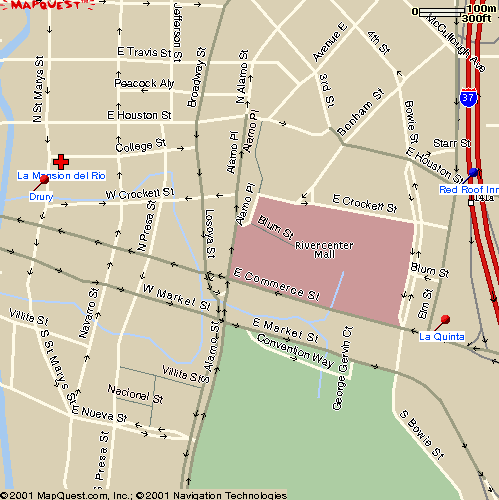 MAPQUEST
0 100m
300ft
Jefferson St
Avenue E
4th St
McCullough Ave
E Travis St
Broadway St
N St Marys St
Peacock Aly
N Alamo St
3rd St
37
E Houston St
Alamo Pl
Bonham St
Bowie St
College St
Alamo Pl
Starr St
E Houston St
La Mansion del Rio
Red Roof Inn
141a
Drury
W Crockett St
Alamo Pl
E Crockett St
N Presa St
Losoya St
Blum St
Rivercenter
Mall
Blum St
E Commerce St
W Market St
Elm St
Navarro St
Villita St
E Market St
La Quinta
S St Marys St
Alamo St
Convention Way
Villita St
George Gervin Ct
National St
E Nueva St
S Bowie St
S Presa St
©2001 MapQuest.com, Inc.; © 2001 Navigation Technologies